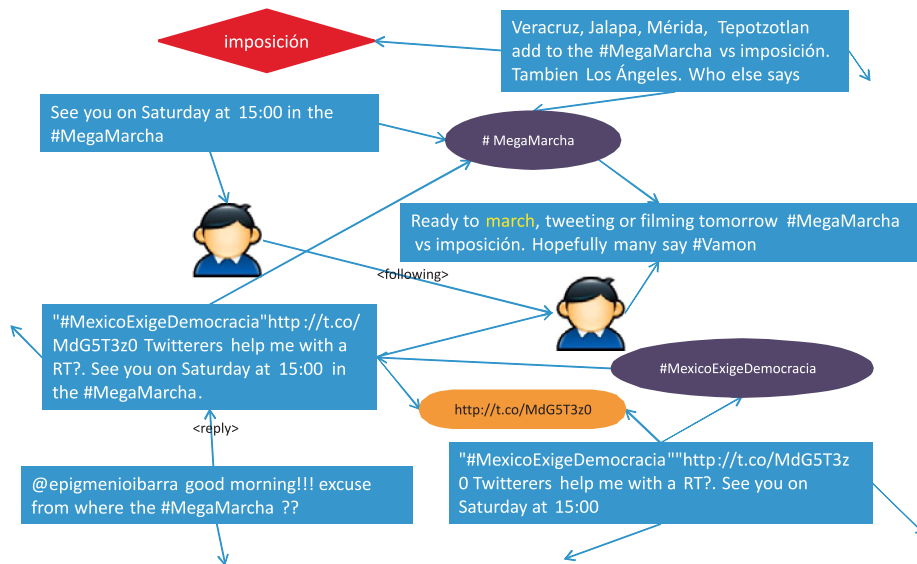 imposición
Veracruz, Jalapa, Mérida, Tepotzotlan
add to the #MegaMarcha vs imposición.
Tambien Los Ángeles. Who else says
See you on Saturday at 15:00 in the
#MegaMarcha
# MegaMarcha
Ready to march, tweeting or filming tomorrow #MegaMarcha
vs imposición. Hopefully many say #Vamon
<following>
"#MexicoExigeDemocracia"http://t.co/
MdG5T3z0 Twitterers help me with a
RT?. See you on Saturday at 15:00 in
the #MegaMarcha.
#MexicoExigeDemocracia
http://t.co/MdG5T3z0
<reply>
"#MexicoExigeDemocracia""http://t.co/MdG5T3z
0 Twitterers help me with a RT?. See you on
Saturday at 15:00
@epigmenioibarra good morning!!! excuse
from where the #MegaMarcha ??